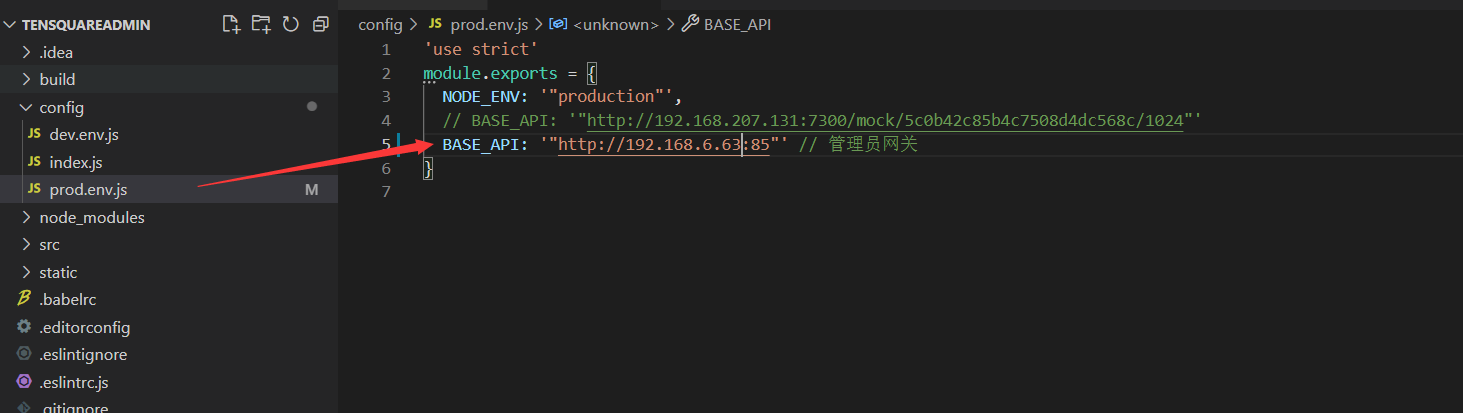 TENSQUAREADMIN
.idea
build
config
JS dev.env.js
JS index.js
JS prod.env.js M
node_modules
src
static
.babelrc
.editorconfig
.eslintignore
.eslintrc.js
.gitignore
config > JS prod.env.js > <unknown> > BASE_API
1 'use strict'
2 module.exports = {
3 NODE_ENV: '"production"',
4 // BASE_API: '"http://192.168.207.131:7300/mock/5c0b42c85b4c7508d4dc568c/1024"'
5 BASE_API: '"http://192.168.6.63:85"' // 管理员网关
6 }
7